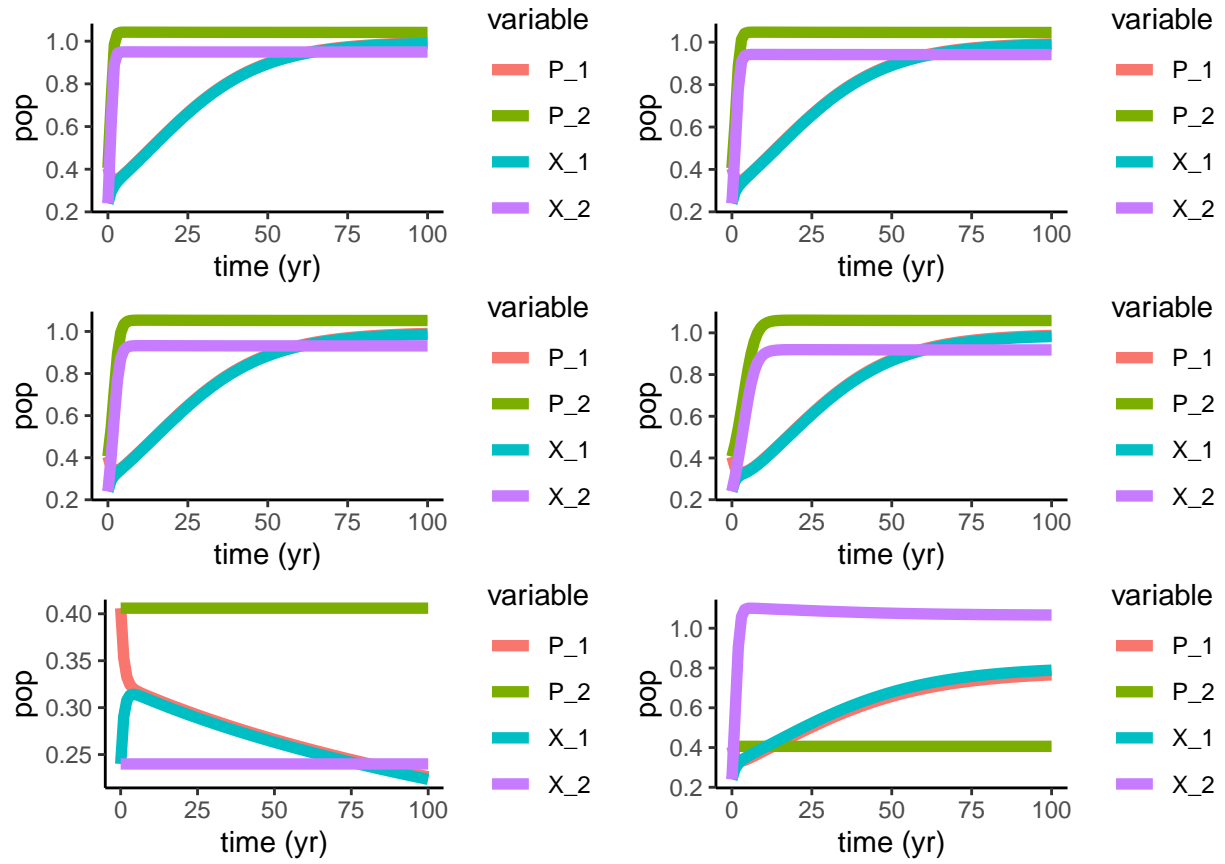 variable
1.0
0.8
0.6
0.4
0.2
pop
0 25 50 75 100
time (yr)
P_1
P_2
X_1
X_2
variable
1.0
0.8
0.6
0.4
0.2
pop
0 25 50 75 100
time (yr)
P_1
P_2
X_1
X_2
variable
1.0
0.8
0.6
0.4
0.2
pop
0 25 50 75 100
time (yr)
P_1
P_2
X_1
X_2
variable
1.0
0.8
0.6
0.4
0.2
pop
0 25 50 75 100
time (yr)
P_1
P_2
X_1
X_2
variable
0.40
0.35
0.30
0.25
pop
0 25 50 75 100
time (yr)
P_1
P_2
X_1
X_2
variable
1.0
0.8
0.6
0.4
0.2
pop
0 25 50 75 100
time (yr)
P_1
P_2
X_1
X_2